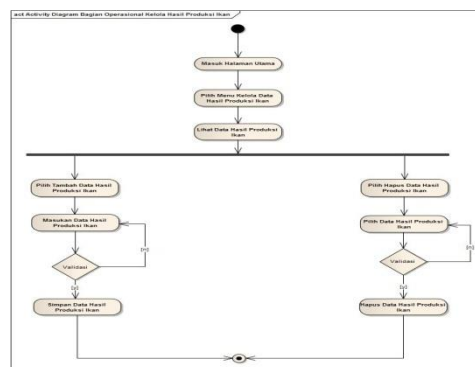 act Activity Diagram Bagian Operasional Kelola Hasil Produksi Ikan
Masuk Halaman Utama
Pilih Menu Kelola Data
Hasil Produksi Ikan
Lihat Data Hasil Produksi
Ikan
Pilih Tambah Data Hasil
Produksi Ikan
Masukan Data Hasil
Produksi Ikan
Validasi
Simpan Data Hasil
Produksi Ikan
Pilih Hapus Data Hasil
Produksi Ikan
Pilih Data Hasil Produksi
Ikan
Validasi
Hapus Data Hasil Produksi
Ikan